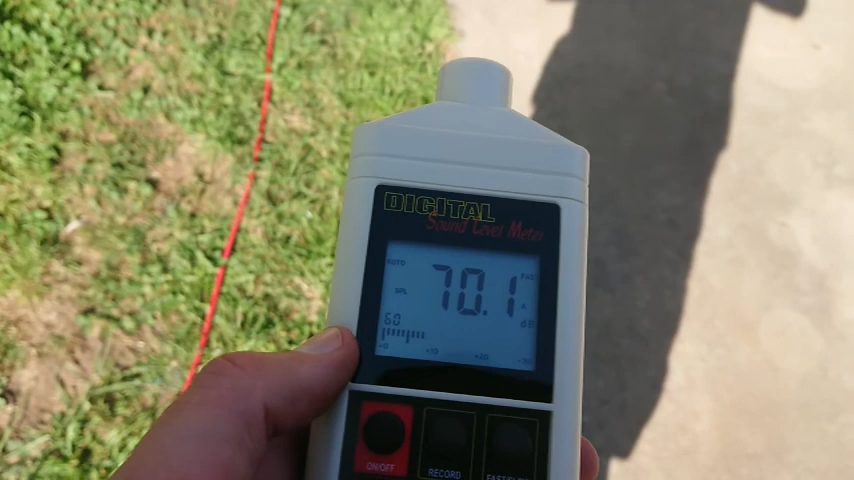 DIGITAL
Sound Level Meter
AUTO
FAST
SPL
70.1
A
dB
60
+0 +10 +20 +30
ON/OFF
RECORD